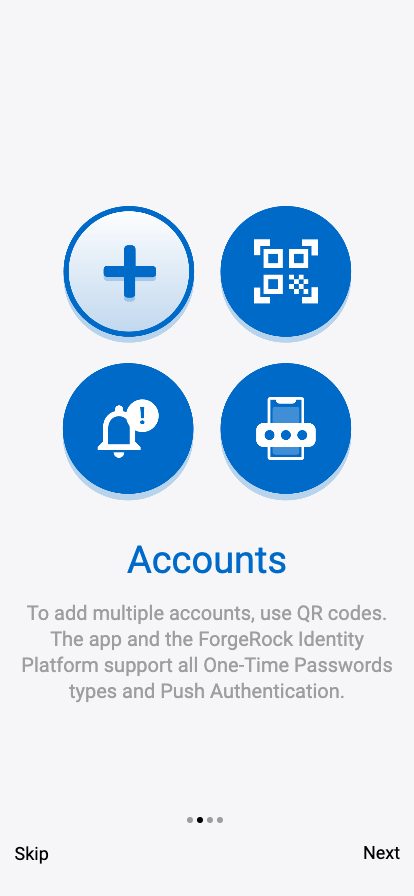 Accounts
To add multiple accounts, use QR codes.
The app and the ForgeRock Identity
Platform support all One-Time Passwords
types and Push Authentication.
Skip
Next